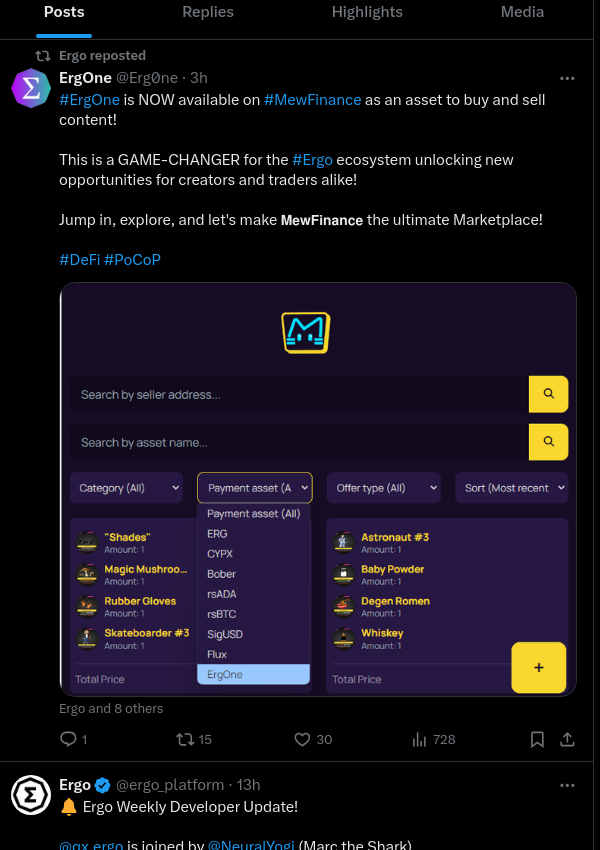 Posts Replies Highlights Media
Ergo reposted
ErgOne @Erg0ne · 3h
#ErgOne is NOW available on #MewFinance as an asset to buy and sell
content!
This is a GAME-CHANGER for the #Ergo ecosystem unlocking new
opportunities for creators and traders alike!
Jump in, explore, and let's make MewFinance the ultimate Marketplace!
#DeFi #PoCoP
Search by seller address...
Search by asset name...
Category (All) Payment asset (A Offer type (All) Sort (Most recent
Payment asset (All)
ERG
CYPX
Bober
rsADA
rsBTC
SigUSD
Flux
ErgOne
"Shades"
Amount: 1
Magic Mushroo...
Amount: 1
Rubber Gloves
Amount: 1
Skateboarder #3
Amount: 1
Total Price
Astronaut #3
Amount: 1
Baby Powder
Amount: 1
Degen Romen
Amount: 1
Whiskey
Amount: 1
Total Price
+
Ergo and 8 others
1 15 30 728
Ergo @ergo_platform · 13h
🔔 Ergo Weekly Developer Update!
@qx_ergo is joined by @NeuralYogi (Marc the Shark)